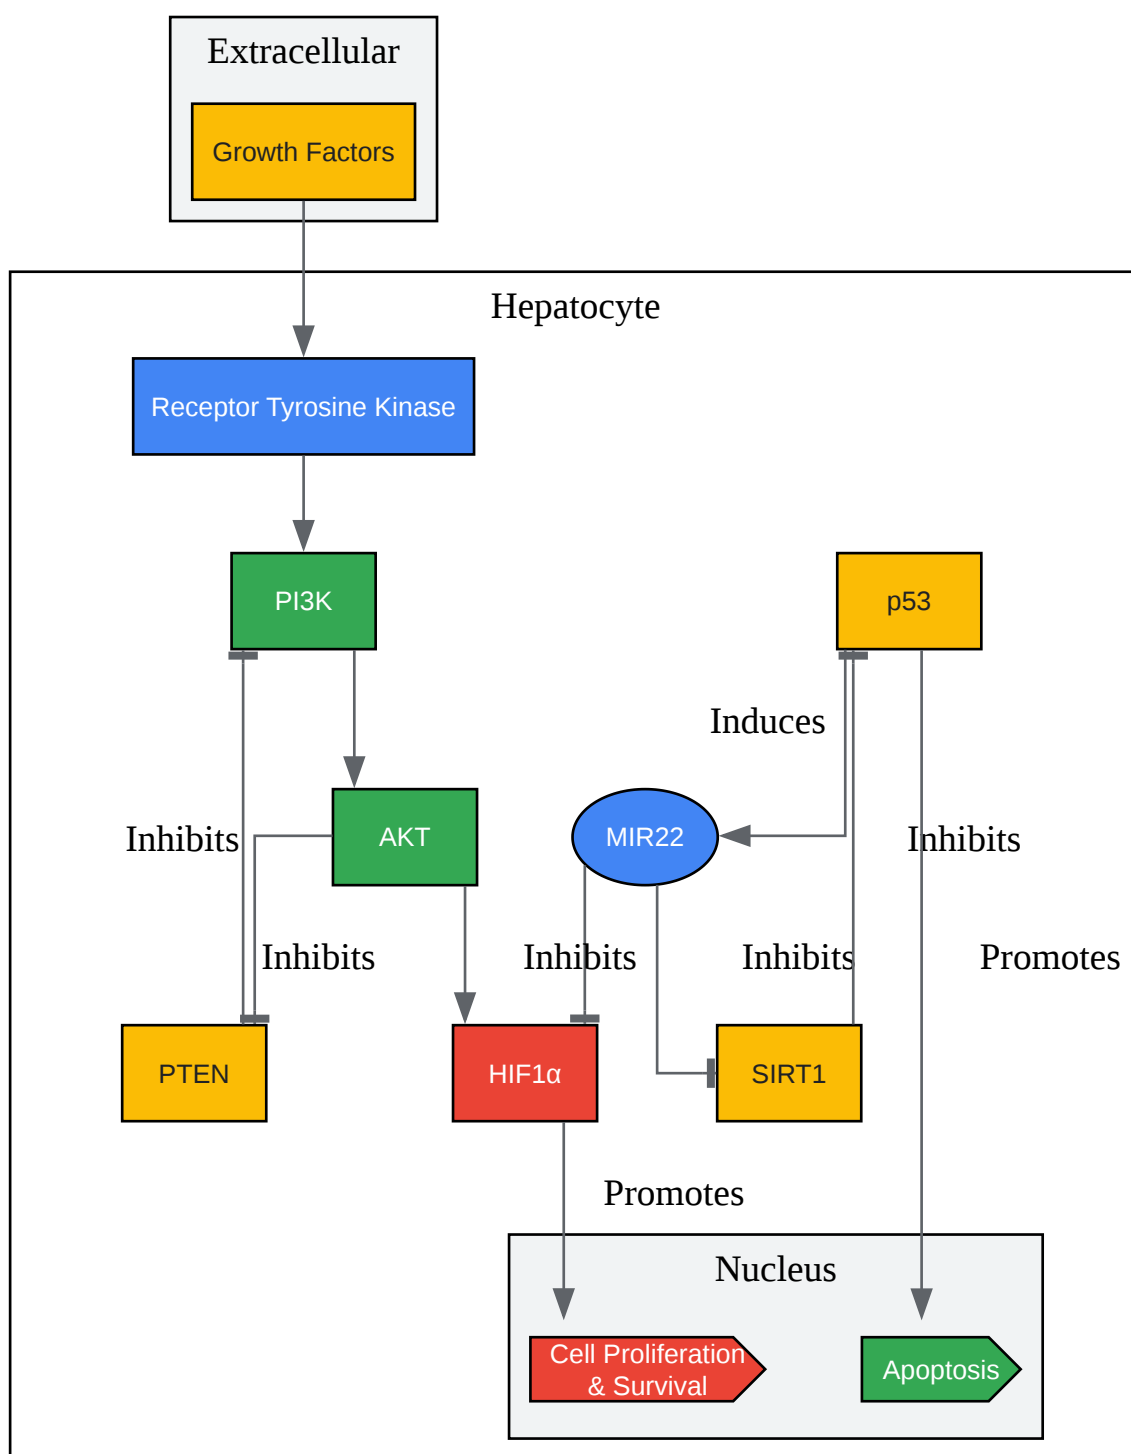 Extracellular
Growth Factors
Hepatocyte
Receptor Tyrosine Kinase
PI3K
p53
Induces
Inhibits
AKT
MIR22
Inhibits
Inhibits
Inhibits
Inhibits
Promotes
PTEN
HIF1α
SIRT1
Promotes
Nucleus
Cell Proliferation
& Survival
Apoptosis